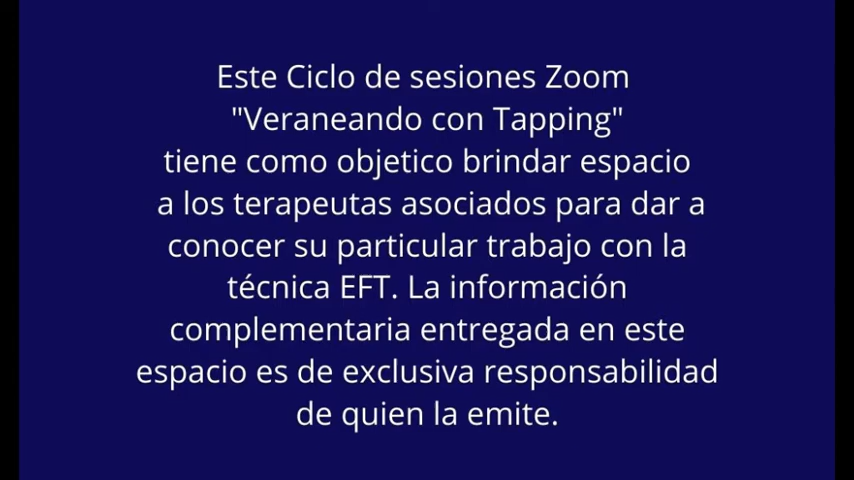 Este Ciclo de sesiones Zoom
"Veraneando con Tapping"
tiene como objetico brindar espacio
a los terapeutas asociados para dar a
conocer su particular trabajo con la
técnica EFT. La información
complementaria entregada en este
espacio es de exclusiva responsabilidad
de quien la emite.